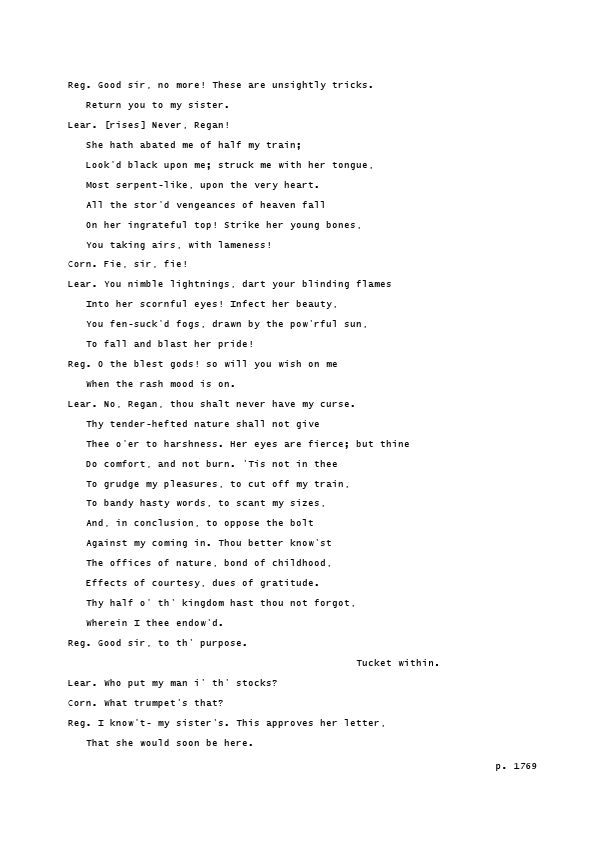 Reg. Good sir, no more! These are unsightly tricks.
Return you to my sister.
Lear. [rises] Never, Regan!
She hath abated me of half my train;
Look'd black upon me; struck me with her tongue,
Most serpent-like, upon the very heart.
All the stor'd vengeances of heaven fall
On her ingrateful top! Strike her young bones,
You taking airs, with lameness!
Corn. Fie, sir, fie!
Lear. You nimble lightnings, dart your blinding flames
Into her scornful eyes! Infect her beauty,
You fen-suck'd fogs, drawn by the pow'rful sun,
To fall and blast her pride!
Reg. O the blest gods! so will you wish on me
When the rash mood is on.
Lear. No, Regan, thou shalt never have my curse.
Thy tender-hefted nature shall not give
Thee o'er to harshness. Her eyes are fierce; but thine
Do comfort, and not burn. 'Tis not in thee
To grudge my pleasures, to cut off my train,
To bandy hasty words, to scant my sizes,
And, in conclusion, to oppose the bolt
Against my coming in. Thou better know'st
The offices of nature, bond of childhood,
Effects of courtesy, dues of gratitude.
Thy half o' th' kingdom hast thou not forgot,
Wherein I thee endow'd.
Reg. Good sir, to th' purpose.
Tucket within.
Lear. Who put my man i' th' stocks?
Corn. What trumpet's that?
Reg. I know't- my sister's. This approves her letter,
That she would soon be here.
p. 1769